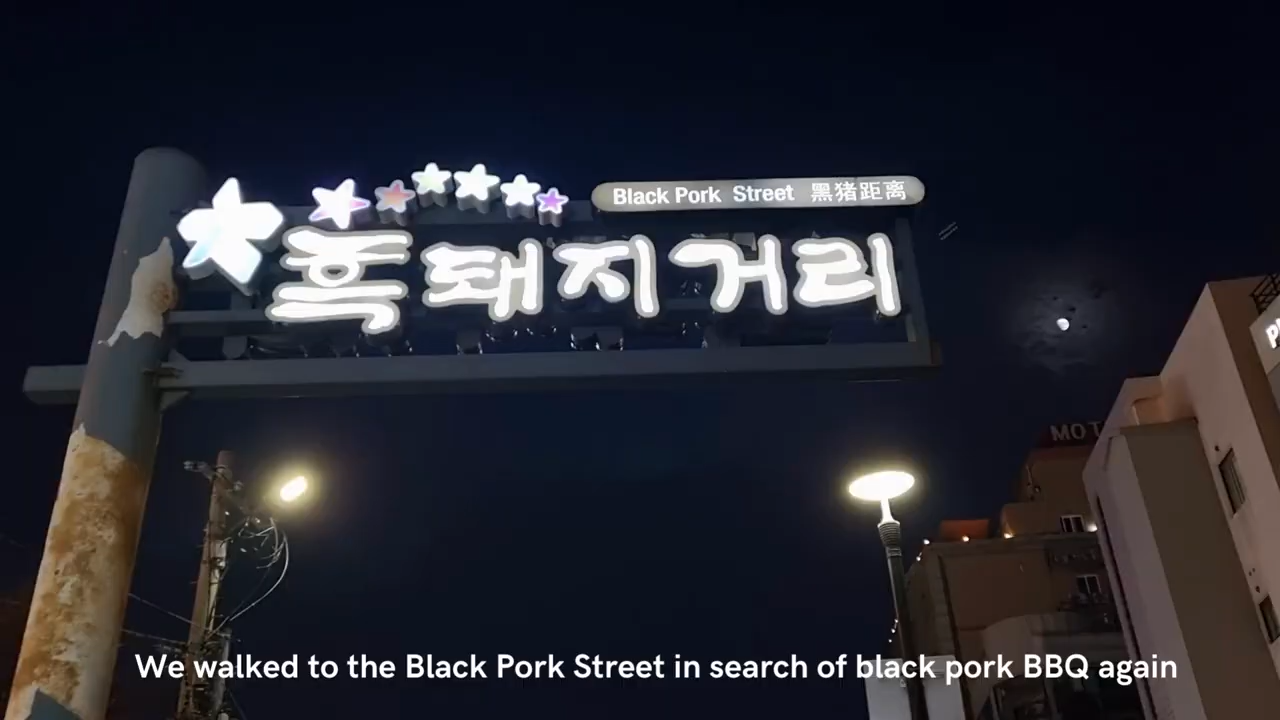 Black Pork Street 黑猪距离
흑돼지거리
MOT
We walked to the Black Pork Street in search of black pork BBQ again